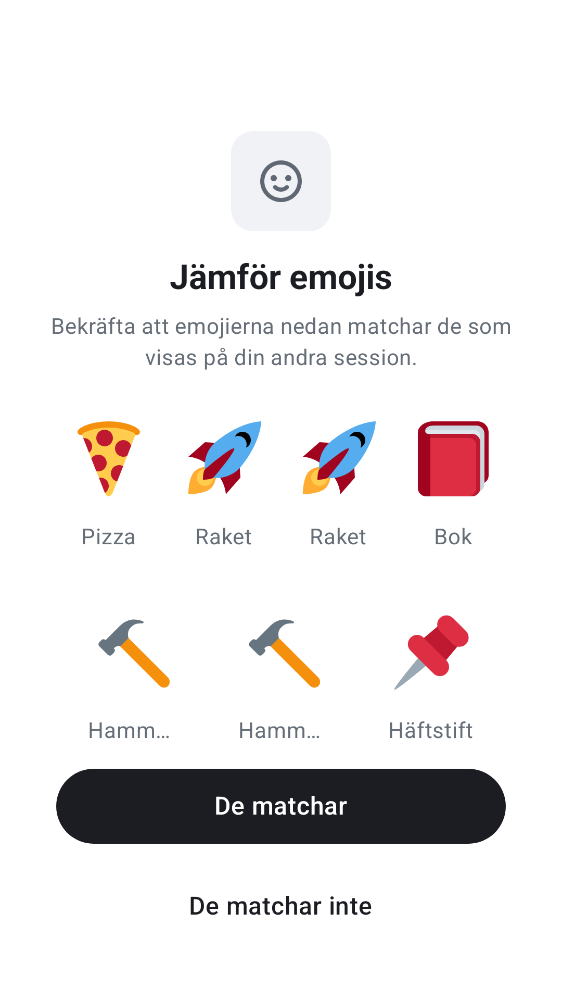 Jämför emojis
Bekräfta att emojierna nedan matchar de som
visas på din andra session.
Pizza Raket Raket Bok
Hamm… Hamm… Häftstift
De matchar
De matchar inte